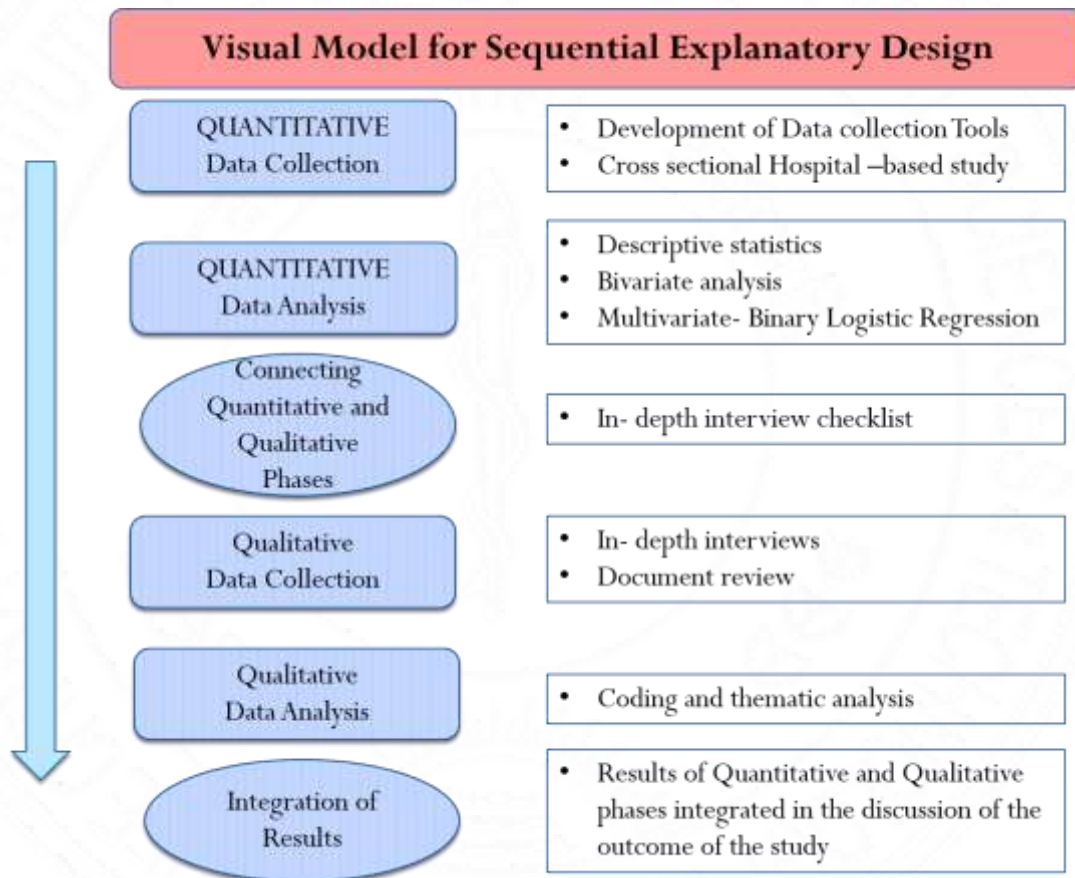 Visual Model for Sequential Explanatory Design
QUANTITATIVE
Data Collection
• Development of Data collection Tools
• Cross sectional Hospital –based study
QUANTITATIVE
Data Analysis
• Descriptive statistics
• Bivariate analysis
• Multivariate- Binary Logistic Regression
Connecting
Quantitative and
Qualitative
Phases
• In- depth interview checklist
Qualitative
Data Collection
• In- depth interviews
• Document review
Qualitative
Data Analysis
• Coding and thematic analysis
Integration of
Results
• Results of Quantitative and Qualitative
phases integrated in the discussion of the
outcome of the study